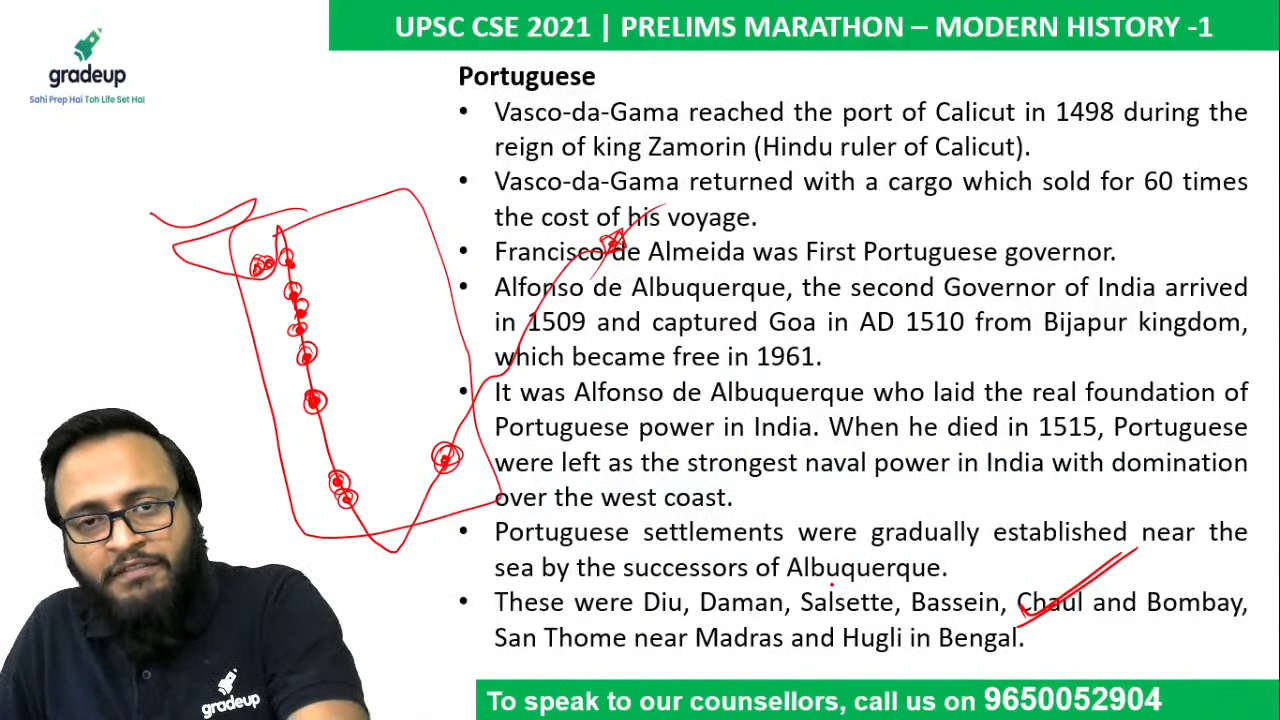 UPSC CSE 2021 | PRELIMS MARATHON – MODERN HISTORY -1
gradeup
Sahi Prep Hai Toh Life Set Hai
Portuguese
• Vasco-da-Gama reached the port of Calicut in 1498 during the
reign of king Zamorin (Hindu ruler of Calicut).
• Vasco-da-Gama returned with a cargo which sold for 60 times
the cost of his voyage.
• Francisco de Almeida was First Portuguese governor.
• Alfonso de Albuquerque, the second Governor of India arrived
in 1509 and captured Goa in AD 1510 from Bijapur kingdom,
which became free in 1961.
• It was Alfonso de Albuquerque who laid the real foundation of
Portuguese power in India. When he died in 1515, Portuguese
were left as the strongest naval power in India with domination
over the west coast.
• Portuguese settlements were gradually established near the
sea by the successors of Albuquerque.
• These were Diu, Daman, Salsette, Bassein, Chaul and Bombay,
San Thome near Madras and Hugli in Bengal.
gradeup
To speak to our counsellors, call us on 9650052904